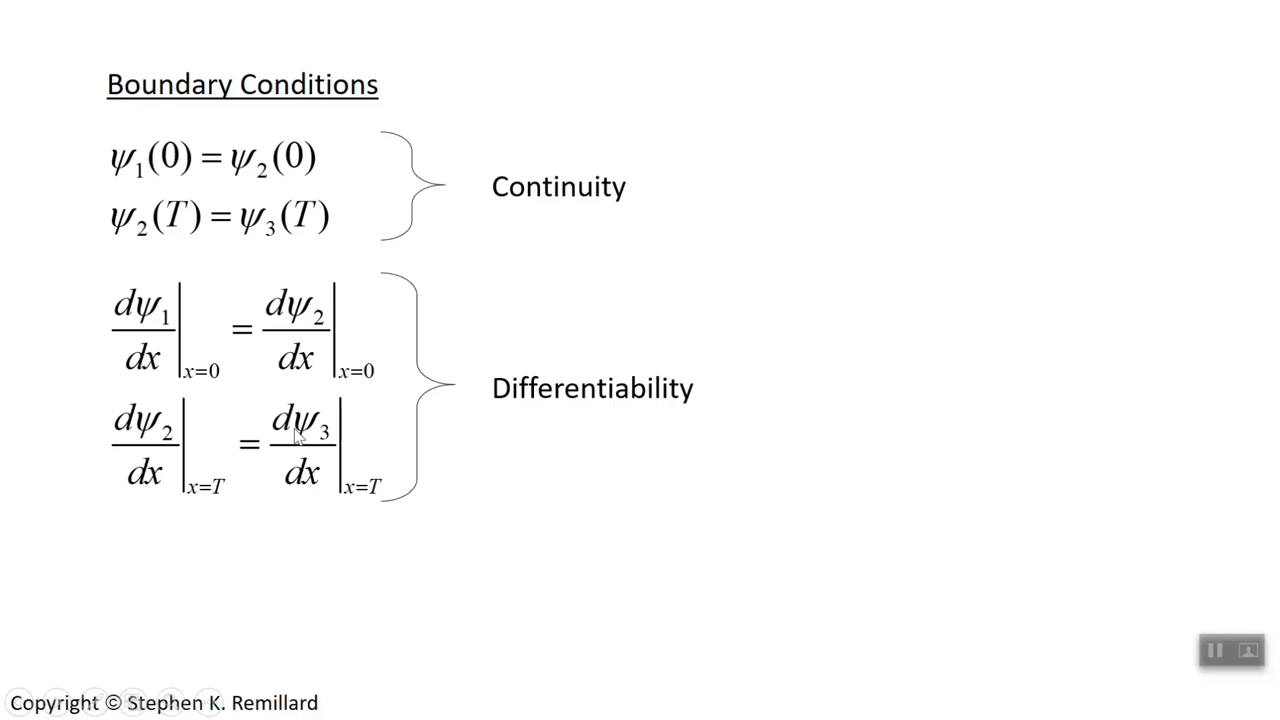 Boundary Conditions
ψ₁(0) = ψ₂(0)
Continuity
ψ₂(T) = ψ₃(T)
dψ₁/dx|ₓ₌₀ = dψ₂/dx|ₓ₌₀
Differentiability
dψ₂/dx|x=T = dψ₃/dx|x=T
Copyright © Stephen K. Remillard